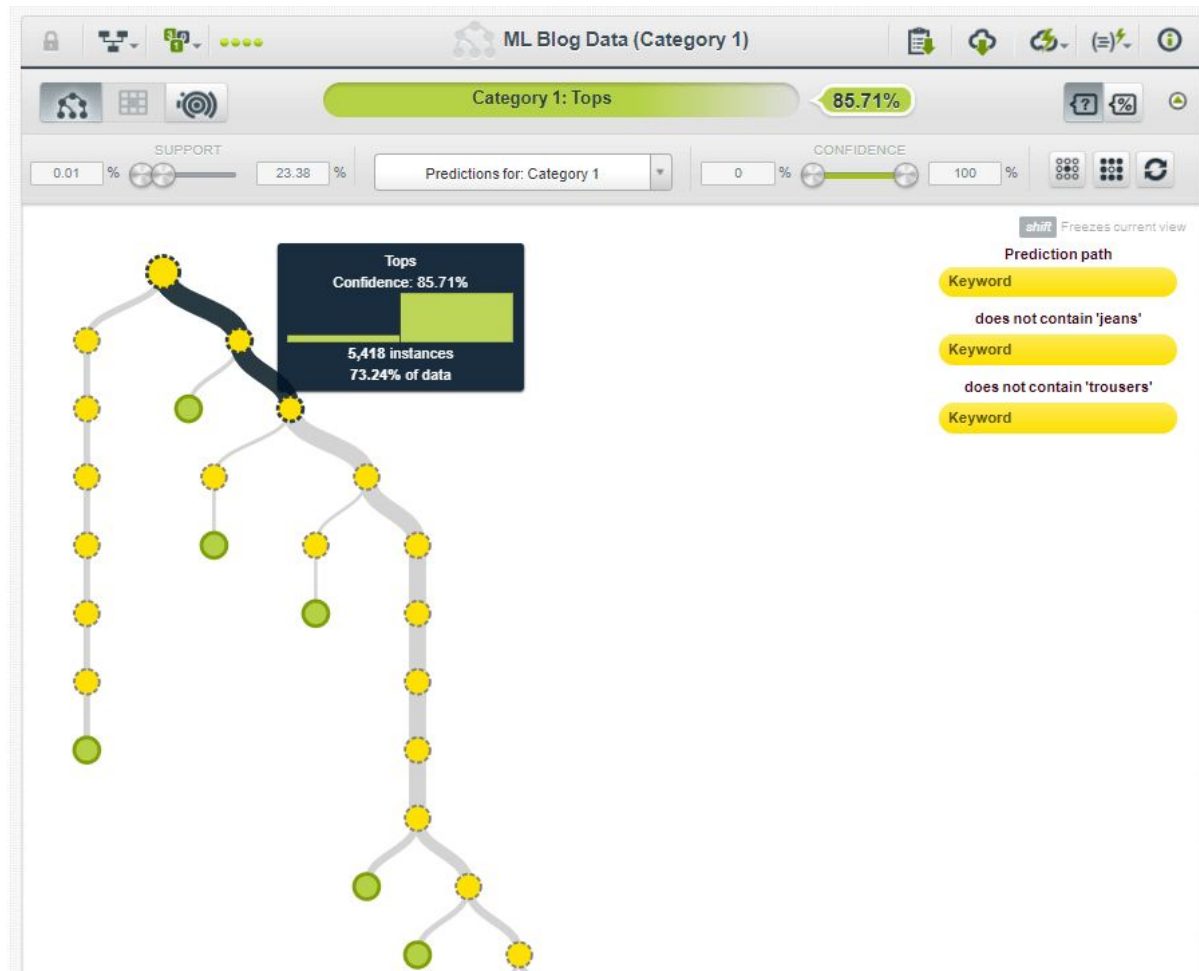 ML Blog Data (Category 1)
Category 1: Tops
85.71%
SUPPORT
0.01 %
23.38 %
Predictions for: Category 1
CONFIDENCE
0 %
100 %
shift Freezes current view
Prediction path
Keyword
does not contain 'jeans'
Keyword
does not contain 'trousers'
Keyword
Tops
Confidence: 85.71%
5,418 instances
73.24% of data